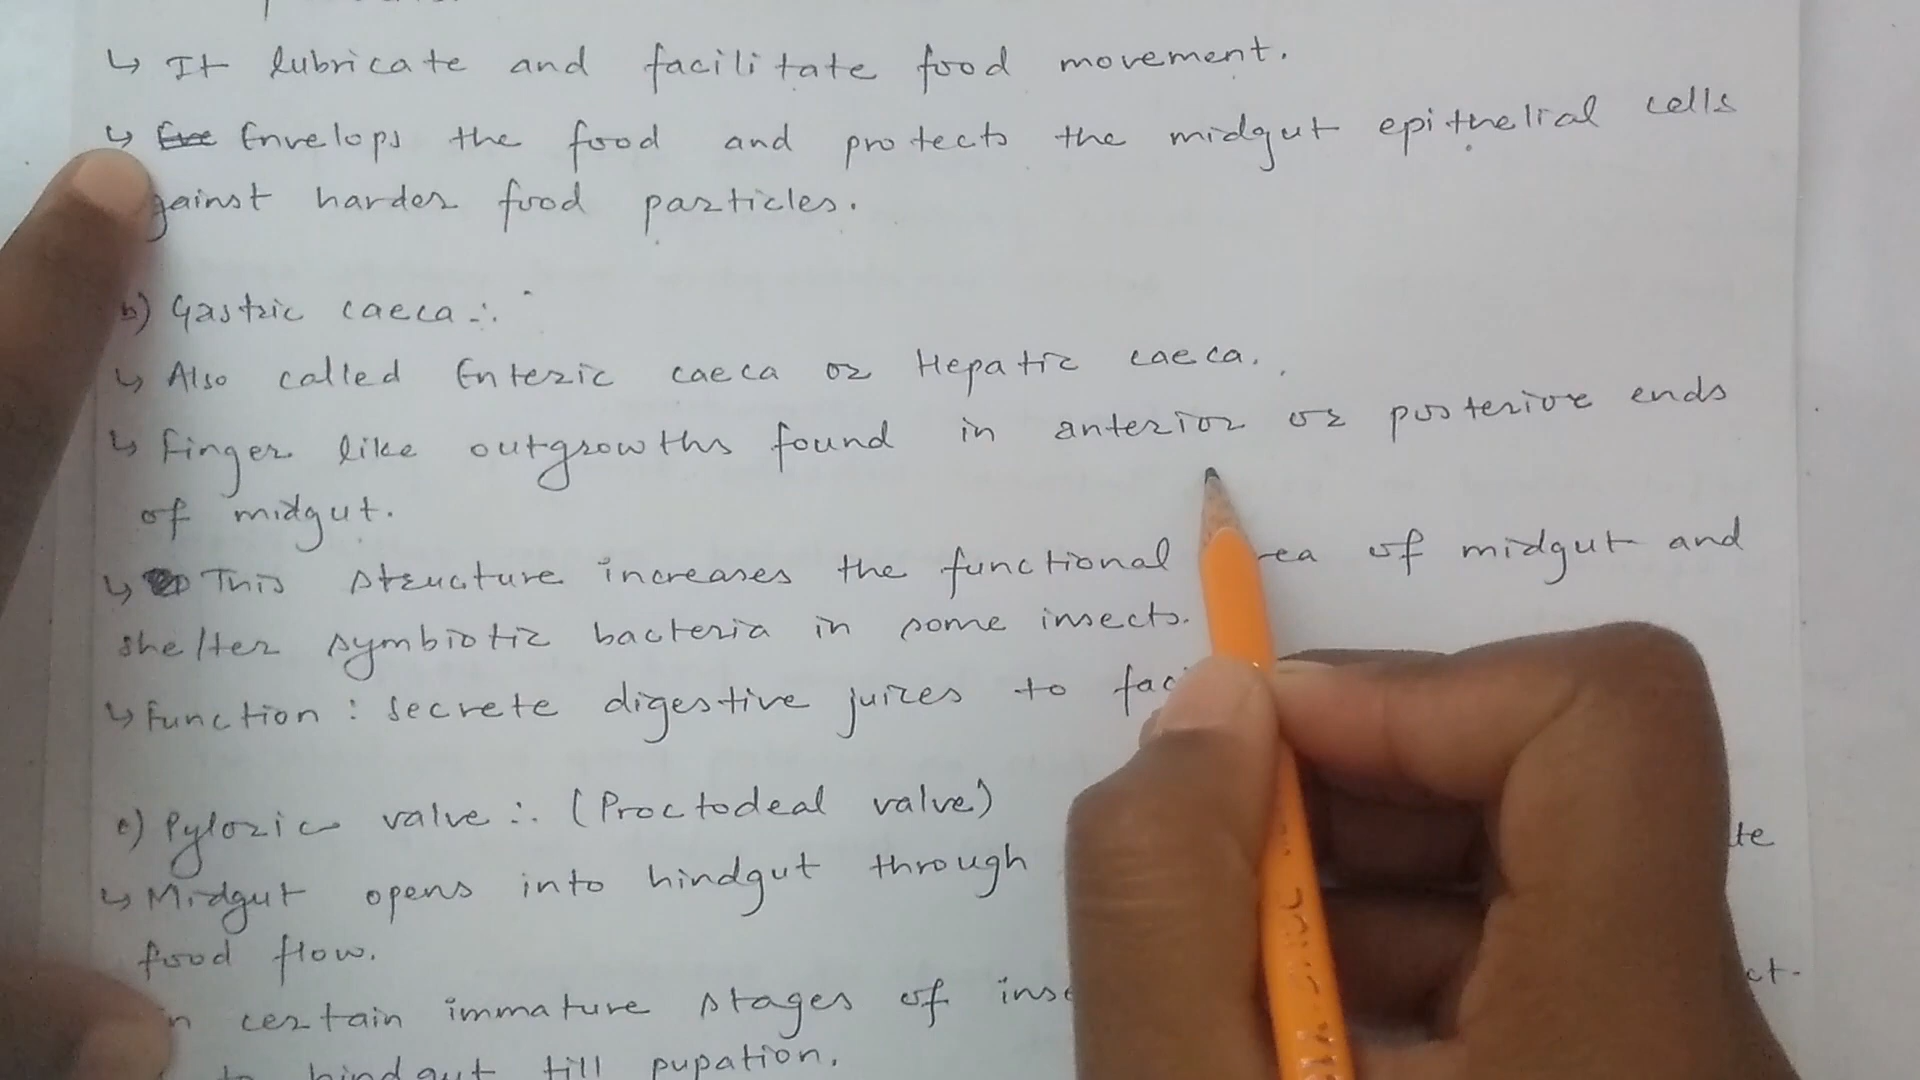 ↳ It lubricate and facilitate food movement.
↳ Envelops the food and protects the midgut epithelial cells
gainst harder food particles.
b) Gastric caeca :-
↳ Also called Enteric caeca or Hepatic caeca.
↳ Finger like outgrowths found in anterior or posterior ends
of midgut.
↳ This structure increases the functional rea of midgut and
shelter symbiotic bacteria in some insects.
↳ Function : secrete digestive juices to
c) Pyloric valve :- (Proctodeal valve)
↳ Midgut opens into hindgut through
food flow.
certain immature stages of
hindgut till pupation.